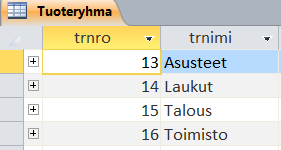 Tuoteryhma
trnro trnimi
13 Asusteet
14 Laukut
15 Talous
16 Toimisto